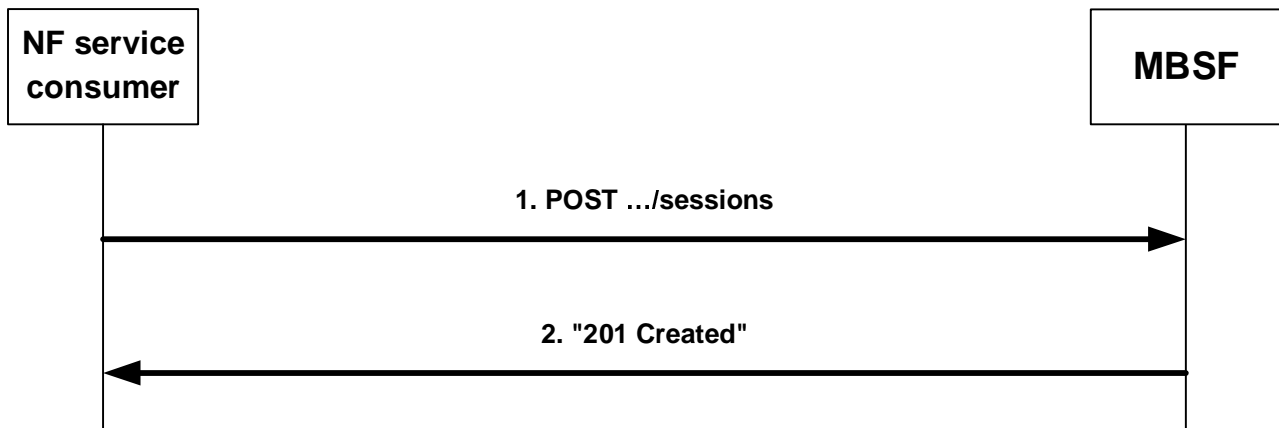 NF service
consumer
MBSF
1. POST …/sessions
2. "201 Created"